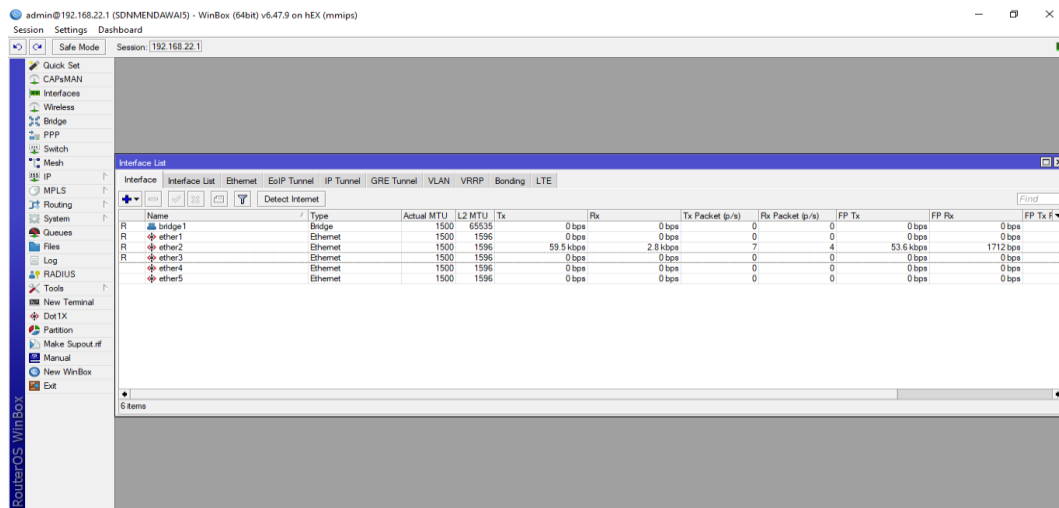 admin@192.168.22.1 (SDNMENDAWAI5) - WinBox (64bit) v6.47.9 on hEX (mmips)
Session Settings Dashboard
Safe Mode Session: 192.168.22.1
Quick Set
CAPsMAN
Interfaces
Wireless
Bridge
PPP
Switch
Mesh
IP
MPLS
Routing
System
Queues
Files
Log
RADIUS
Tools
New Terminal
Dot1X
Partition
Make Supout.rif
Manual
New WinBox
Exit
RouterOS WinBox
Interface List
Interface Interface List Ethernet EoIP Tunnel IP Tunnel GRE Tunnel VLAN VRRP Bonding LTE
Detect Internet Find
Name Type Actual MTU L2 MTU Tx Rx Tx Packet (p/s) Rx Packet (p/s) FP Tx FP Rx FP Tx
R bridge1 Bridge 1500 65535 0 bps 0 bps 0 0 0 bps 0 bps
R ether1 Ethernet 1500 1596 0 bps 0 bps 0 0 0 bps 0 bps
R ether2 Ethernet 1500 1596 59.5 kbps 2.8 kbps 7 4 53.6 kbps 1712 bps
R ether3 Ethernet 1500 1596 0 bps 0 bps 0 0 0 bps 0 bps
ether4 Ethernet 1500 1596 0 bps 0 bps 0 0 0 bps 0 bps
ether5 Ethernet 1500 1596 0 bps 0 bps 0 0 0 bps 0 bps
6 items